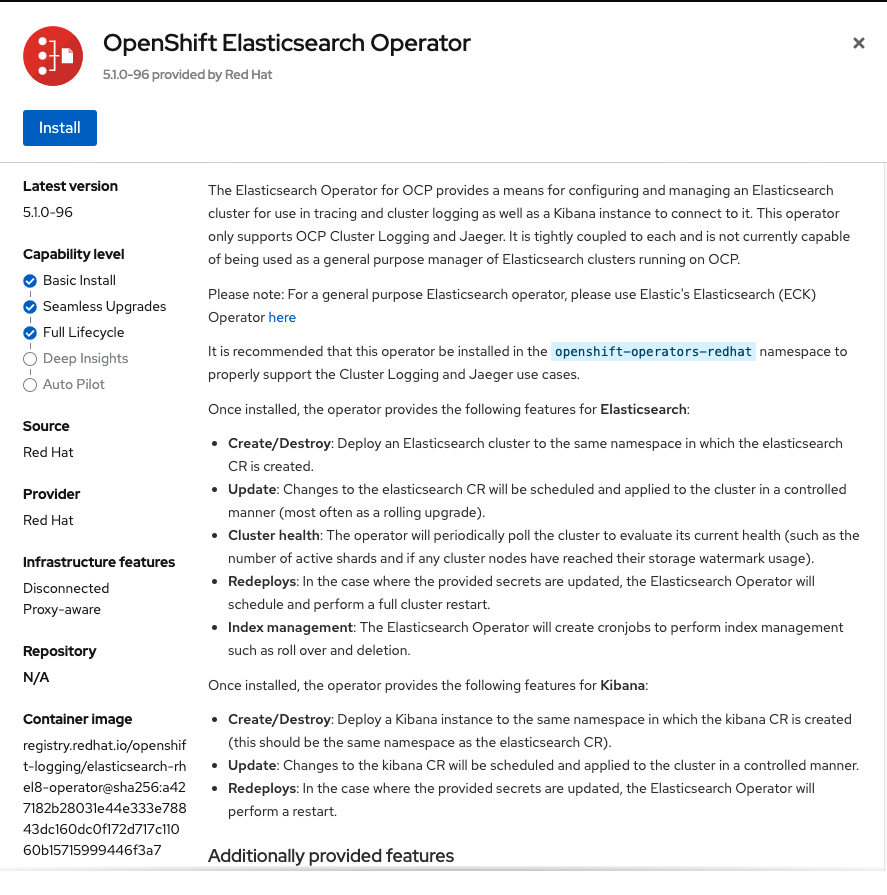 OpenShift Elasticsearch Operator
5.1.0-96 provided by Red Hat
Install
Latest version
5.1.0-96
Capability level
Basic Install
Seamless Upgrades
Full Lifecycle
Deep Insights
Auto Pilot
Source
Red Hat
Provider
Red Hat
Infrastructure features
Disconnected
Proxy-aware
Repository
N/A
Container image
registry.redhat.io/openshif
t-logging/elasticsearch-rh
el8-operator@sha256:a42
7182b28031e44e333e788
43dc160dc0f172d717c110
60b15715999446f3a7
The Elasticsearch Operator for OCP provides a means for configuring and managing an Elasticsearch
cluster for use in tracing and cluster logging as well as a Kibana instance to connect to it. This operator
only supports OCP Cluster Logging and Jaeger. It is tightly coupled to each and is not currently capable
of being used as a general purpose manager of Elasticsearch clusters running on OCP.
Please note: For a general purpose Elasticsearch operator, please use Elastic's Elasticsearch (ECK)
Operator here
It is recommended that this operator be installed in the openshift-operators-redhat namespace to
properly support the Cluster Logging and Jaeger use cases.
Once installed, the operator provides the following features for Elasticsearch:
• Create/Destroy: Deploy an Elasticsearch cluster to the same namespace in which the elasticsearch
CR is created.
• Update: Changes to the elasticsearch CR will be scheduled and applied to the cluster in a controlled
manner (most often as a rolling upgrade).
• Cluster health: The operator will periodically poll the cluster to evaluate its current health (such as the
number of active shards and if any cluster nodes have reached their storage watermark usage).
• Redeploys: In the case where the provided secrets are updated, the Elasticsearch Operator will
schedule and perform a full cluster restart.
• Index management: The Elasticsearch Operator will create cronjobs to perform index management
such as roll over and deletion.
Once installed, the operator provides the following features for Kibana:
• Create/Destroy: Deploy a Kibana instance to the same namespace in which the kibana CR is created
(this should be the same namespace as the elasticsearch CR).
• Update: Changes to the kibana CR will be scheduled and applied to the cluster in a controlled manner.
• Redeploys: In the case where the provided secrets are updated, the Elasticsearch Operator will
perform a restart.
Additionally provided features